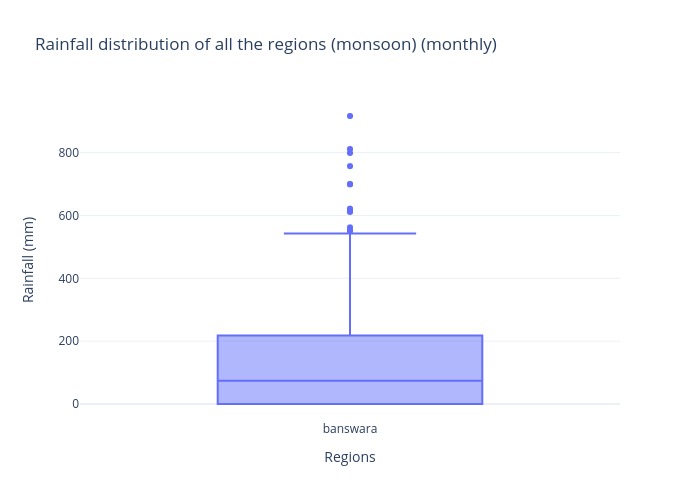 Rainfall distribution of all the regions (monsoon) (monthly)
Rainfall (mm)
800
600
400
200
0
banswara
Regions